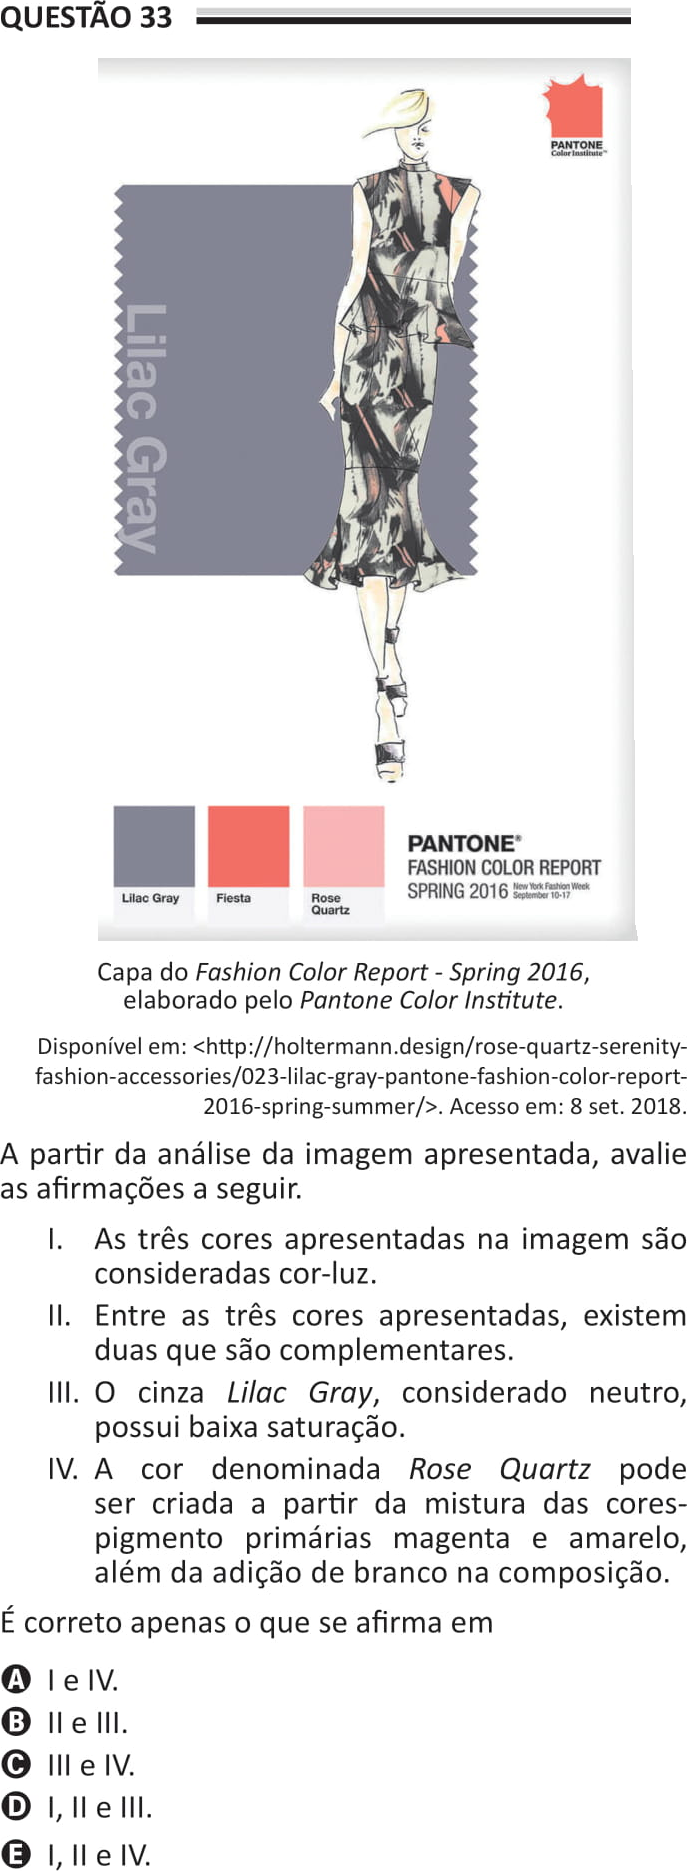 QUESTÃO 33
PANTONE
Color Institute™
Lilac Gray
Lilac Gray
Fiesta
Rose
Quartz
PANTONE®
FASHION COLOR REPORT
SPRING 2016 New York Fashion Week
September 10-17
Capa do Fashion Color Report - Spring 2016,
elaborado pelo Pantone Color Institute.
Disponível em: <http://holtermann.design/rose-quartz-serenity-
fashion-accessories/023-lilac-gray-pantone-fashion-color-report-
2016-spring-summer/>. Acesso em: 8 set. 2018.
A partir da análise da imagem apresentada, avalie
as afirmações a seguir.
I. As três cores apresentadas na imagem são
consideradas cor-luz.
II. Entre as três cores apresentadas, existem
duas que são complementares.
III. O cinza Lilac Gray, considerado neutro,
possui baixa saturação.
IV. A cor denominada Rose Quartz pode
ser criada a partir da mistura das cores-
pigmento primárias magenta e amarelo,
além da adição de branco na composição.
É correto apenas o que se afirma em
A I e IV.
B II e III.
C III e IV.
D I, II e III.
E I, II e IV.